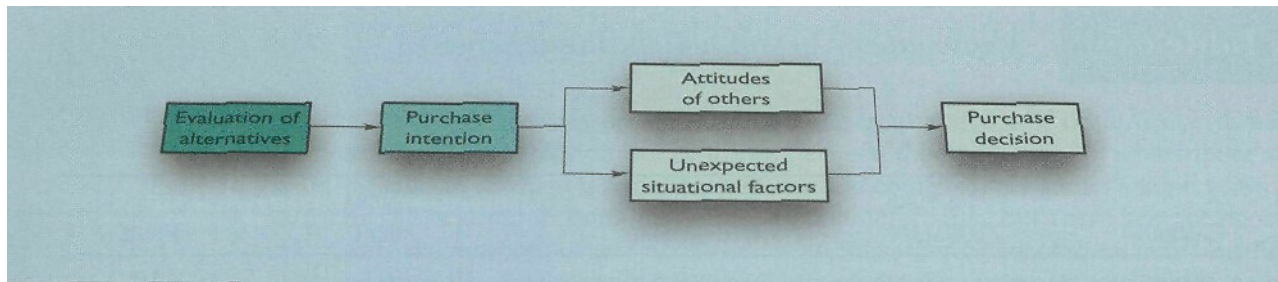 Evaluation of
alternatives
Purchase
intention
Attitudes
of others
Unexpected
situational factors
Purchase
decision